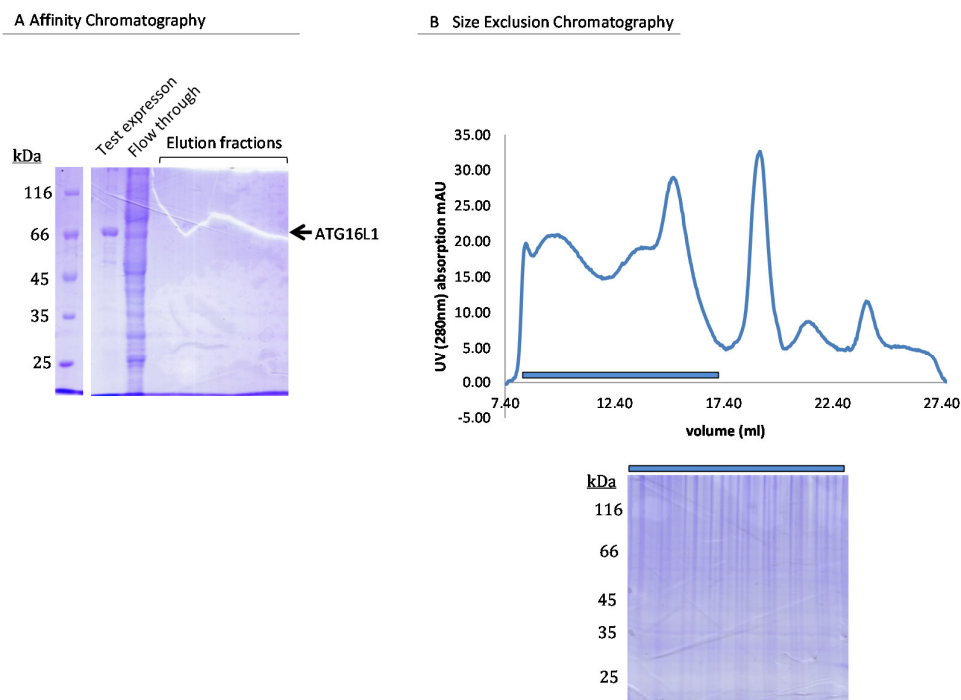 A Affinity Chromatography
Test expresson
Flow through
Elution fractions
kDa
116
66
45
35
25
ATG16L1
B Size Exclusion Chromatography
UV (280nm) absorption mAU
35.00
30.00
25.00
20.00
15.00
10.00
5.00
0.00
-5.00
7.40 12.40 17.40 22.40 27.40
volume (ml)
kDa
116
66
45
35
25